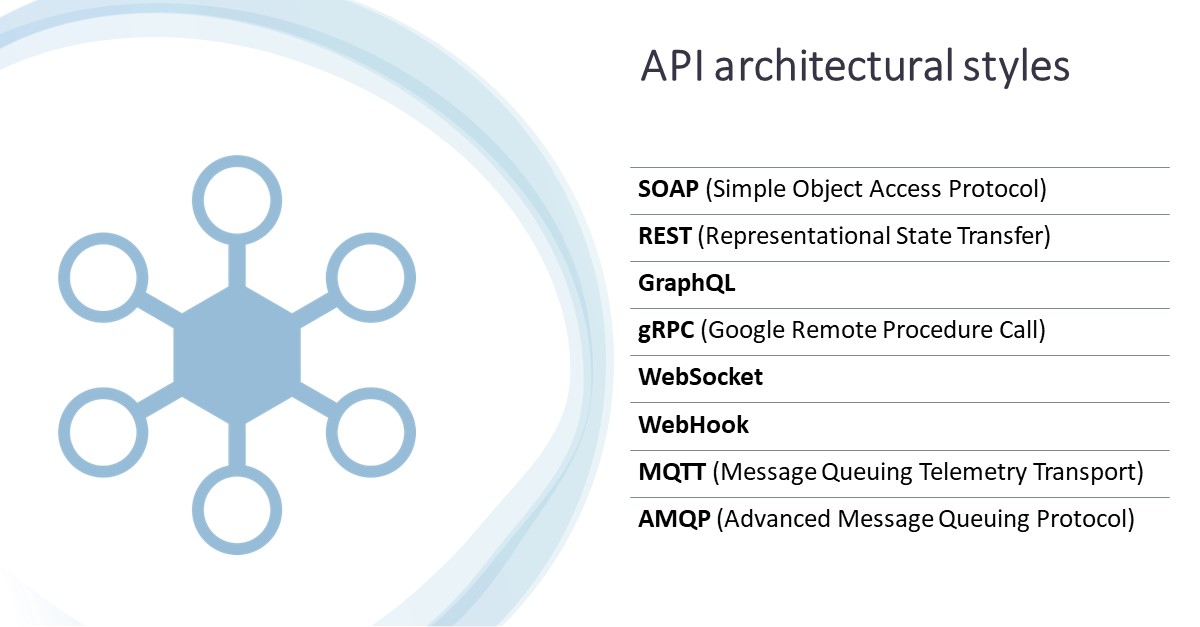 API architectural styles
SOAP (Simple Object Access Protocol)
REST (Representational State Transfer)
GraphQL
gRPC (Google Remote Procedure Call)
WebSocket
WebHook
MQTT (Message Queuing Telemetry Transport)
AMQP (Advanced Message Queuing Protocol)